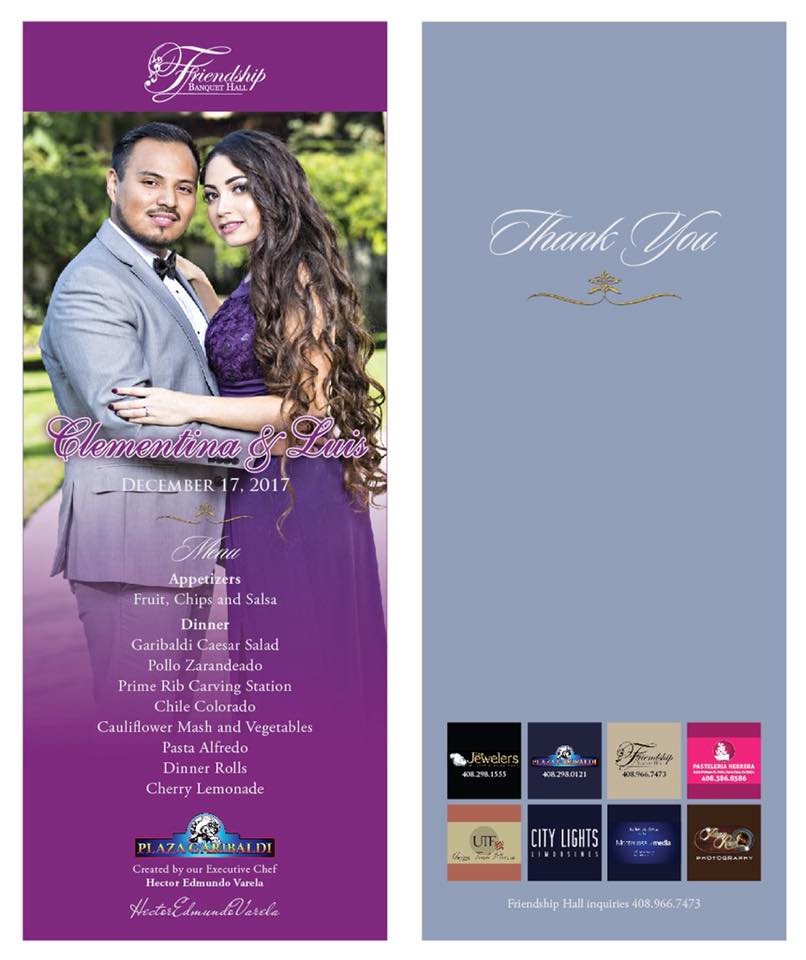 Friendship
BANQUET HALL
Clementina & Luis
DECEMBER 17, 2017
Menu
Appetizers
Fruit, Chips and Salsa
Dinner
Garibaldi Caesar Salad
Pollo Zarandeado
Prime Rib Carving Station
Chile Colorado
Cauliflower Mash and Vegetables
Pasta Alfredo
Dinner Rolls
Cherry Lemonade
PLAZA GARIBALDI
Created by our Executive Chef
Hector Edmundo Varela
HectorEdmundoVarela
Thank You
Jewelers
408.298.1555
PLAZA GARIBALDI
408.298.0121
Friendship
408.966.7473
PASTELERIA HERRERA
408.386.8586
UTF
CITY LIGHTS
LIMOUSINES
media
PHOTOGRAPHY
Friendship Hall inquiries 408.966.7473